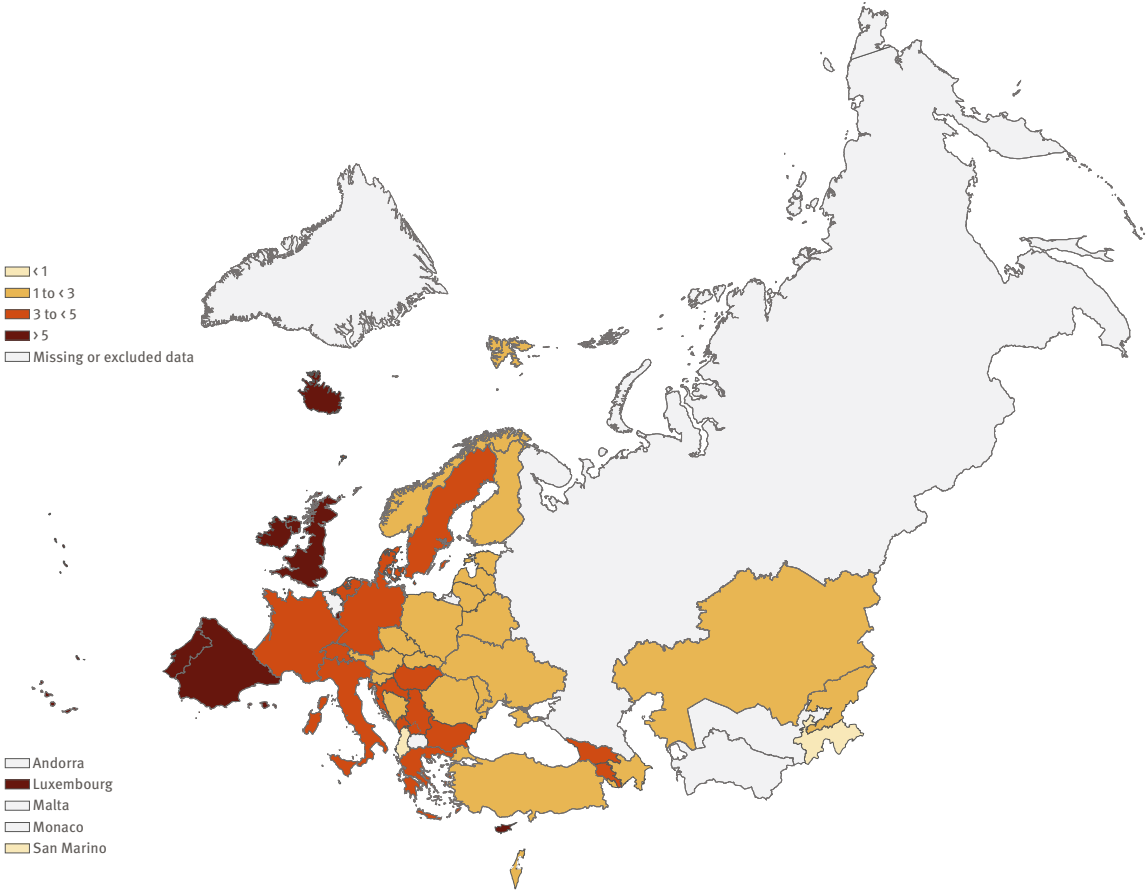 < 1
1 to < 3
3 to < 5
> 5
Missing or excluded data
Andorra
Luxembourg
Malta
Monaco
San Marino